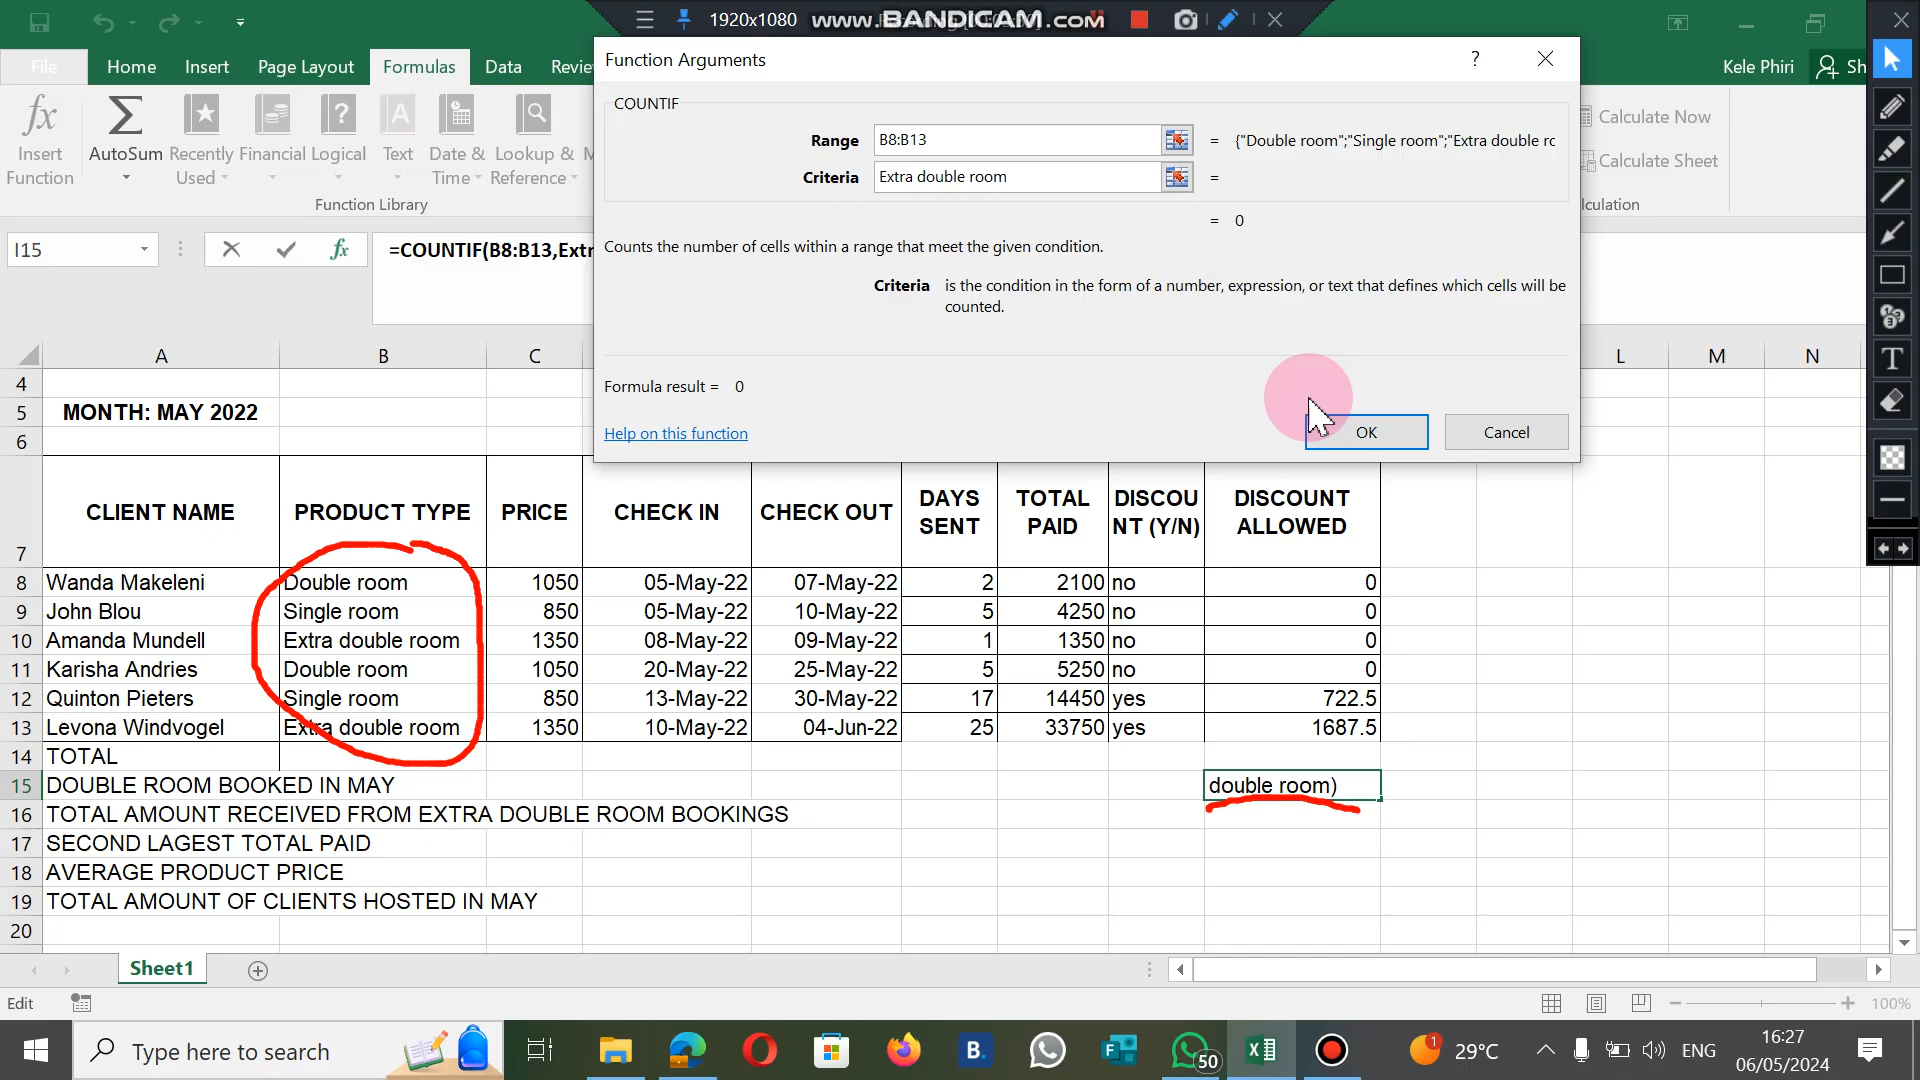 1920x1080
www.BANDICAM.com
File
Home
Insert
Page Layout
Formulas
Data
Revie
Kele Phiri
Sh
Insert Function
AutoSum
Recently Used
Financial
Logical
Text
Date & Time
Lookup & Reference
M
Function Library
Calculate Now
Calculate Sheet
lculation
Function Arguments
?
COUNTIF
Range
B8:B13
= {"Double room";"Single room";"Extra double rc
Criteria
Extra double room
=
= 0
Counts the number of cells within a range that meet the given condition.
Criteria is the condition in the form of a number, expression, or text that defines which cells will be
counted.
Formula result = 0
Help on this function
OK
Cancel
I15
fx
=COUNTIF(B8:B13,Extr
A B C L M N
4
5 MONTH: MAY 2022
6
7 CLIENT NAME PRODUCT TYPE PRICE CHECK IN CHECK OUT DAYS SENT TOTAL PAID DISCOU NT (Y/N) DISCOUNT ALLOWED
8 Wanda Makeleni Double room 1050 05-May-22 07-May-22 2 2100 no 0
9 John Blou Single room 850 05-May-22 10-May-22 5 4250 no 0
10 Amanda Mundell Extra double room 1350 08-May-22 09-May-22 1 1350 no 0
11 Karisha Andries Double room 1050 20-May-22 25-May-22 5 5250 no 0
12 Quinton Pieters Single room 850 13-May-22 30-May-22 17 14450 yes 722.5
13 Levona Windvogel Extra double room 1350 10-May-22 04-Jun-22 25 33750 yes 1687.5
14 TOTAL
15 DOUBLE ROOM BOOKED IN MAY double room)
16 TOTAL AMOUNT RECEIVED FROM EXTRA DOUBLE ROOM BOOKINGS
17 SECOND LAGEST TOTAL PAID
18 AVERAGE PRODUCT PRICE
19 TOTAL AMOUNT OF CLIENTS HOSTED IN MAY
20
Sheet1
Edit
100%
Type here to search
B.
50
1
29°C
ENG
16:27
06/05/2024